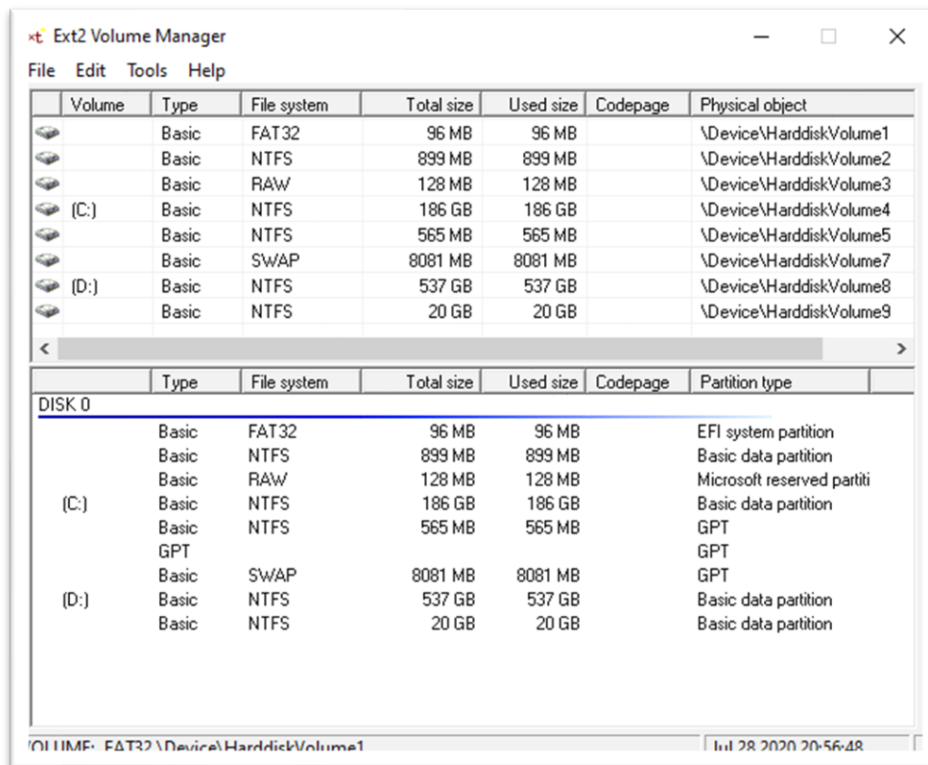 Ext2 Volume Manager
File Edit Tools Help
Volume Type File system Total size Used size Codepage Physical object
Basic FAT32 96 MB 96 MB \Device\HarddiskVolume1
Basic NTFS 899 MB 899 MB \Device\HarddiskVolume2
Basic RAW 128 MB 128 MB \Device\HarddiskVolume3
(C:) Basic NTFS 186 GB 186 GB \Device\HarddiskVolume4
Basic NTFS 565 MB 565 MB \Device\HarddiskVolume5
Basic SWAP 8081 MB 8081 MB \Device\HarddiskVolume7
(D:) Basic NTFS 537 GB 537 GB \Device\HarddiskVolume8
Basic NTFS 20 GB 20 GB \Device\HarddiskVolume9
Type File system Total size Used size Codepage Partition type
DISK 0
Basic FAT32 96 MB 96 MB EFI system partition
Basic NTFS 899 MB 899 MB Basic data partition
Basic RAW 128 MB 128 MB Microsoft reserved partiti
(C:) Basic NTFS 186 GB 186 GB Basic data partition
Basic NTFS 565 MB 565 MB GPT
GPT GPT
Basic SWAP 8081 MB 8081 MB GPT
(D:) Basic NTFS 537 GB 537 GB Basic data partition
Basic NTFS 20 GB 20 GB Basic data partition
VOLUME: FAT32 \Device\HarddiskVolume1 Jul 28 2020 20:56:48